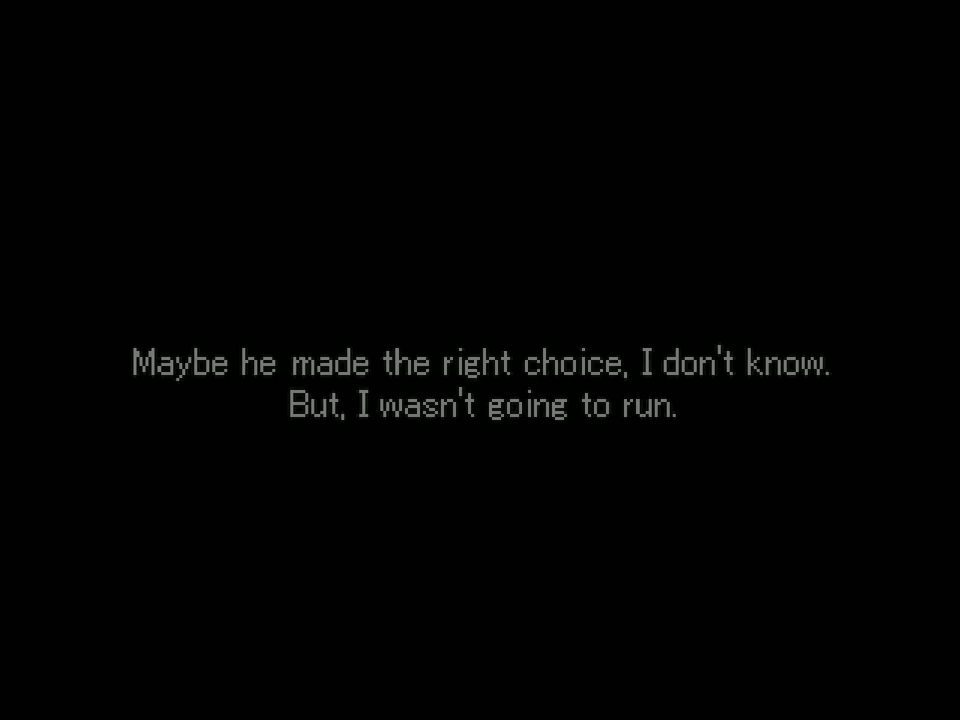 Maybe he made the right choice, I don't know.
But, I wasn't going to run.